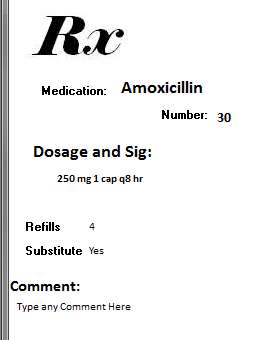 Rx
Medication: Amoxicillin
Number: 30
Dosage and Sig:
250 mg 1 cap q8 hr
Refills 4
Substitute Yes
Comment:
Type any Comment Here